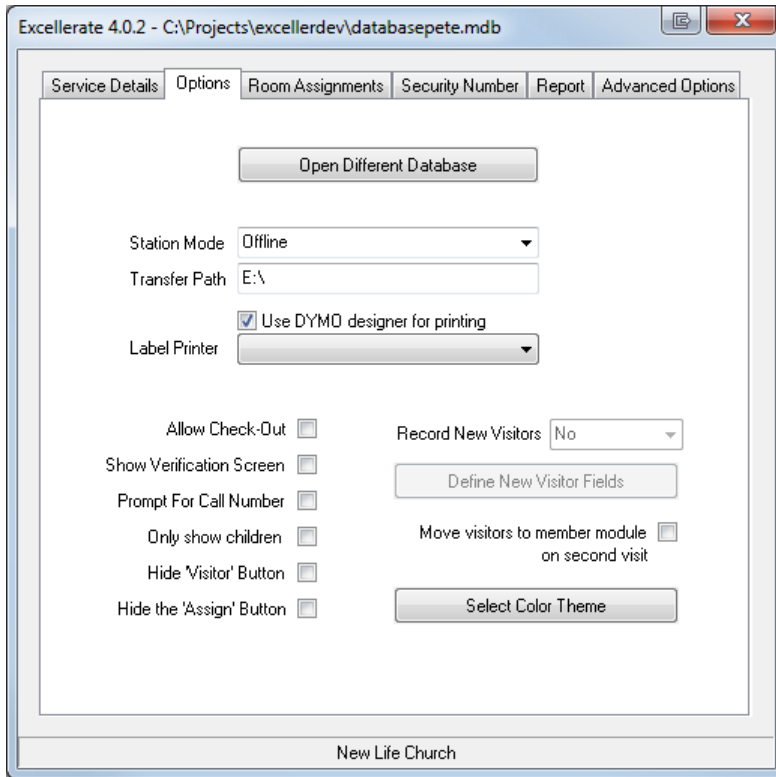 Excellerate 4.0.2 - C:\Projects\excellerdev\databasepete.mdb
Service Details Options Room Assignments Security Number Report Advanced Options
Open Different Database
Station Mode Offline
Transfer Path E:\
Use DYMO designer for printing
Label Printer
Allow Check-Out
Show Verification Screen
Prompt For Call Number
Only show children
Hide 'Visitor' Button
Hide the 'Assign' Button
Record New Visitors No
Define New Visitor Fields
Move visitors to member module
on second visit
Select Color Theme
New Life Church